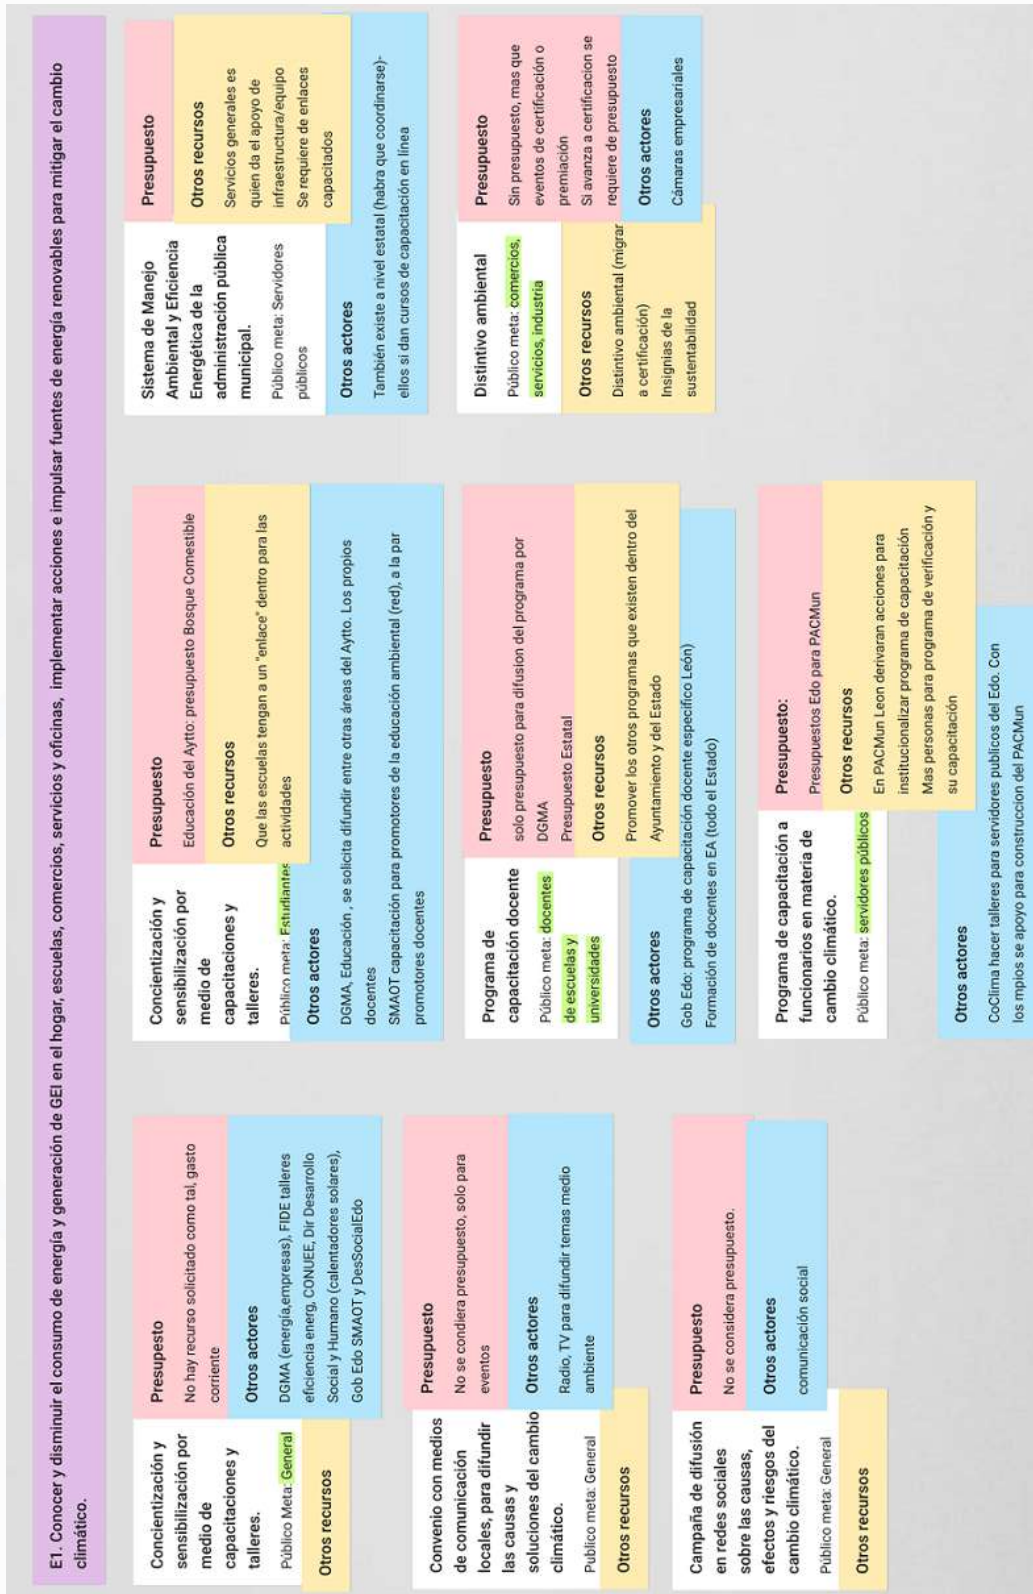 E1. Conocer y disminuir el consumo de energía y generación de GEI en el hogar, escuelas, comercios, servicios y oficinas, implementar acciones e impulsar fuentes de energía renovables para mitigar el cambio
climático.
Concientización y
sensibilización por
medio de
capacitaciones y
talleres.
Público Meta: General
Presupesto
No hay recurso solicitado como tal, gasto
corriente
Otros actores
DGMA (energía,empresas), FIDE talleres
eficiencia energ, CONUEE, Dir Desarrollo
Social y Humano (calentadores solares),
Gob Edo SMAOT y DesSocialEdo
Otros recursos
Convenio con medios
de comunicación
locales, para difundir
las causas y
soluciones del cambio
climático.
Publico meta: General
Presupuesto
No se condiera presupuesto, solo para
eventos
Otros actores
Radio, TV para difundir temas medio
ambiente
Otros recursos
Campaña de difusión
en redes sociales
sobre las causas,
efectos y riesgos del
cambio climático.
Público meta: General
Presupuesto
No se considera presupuesto.
Otros actores
comunicación social
Otros recursos
Concientización y
sensibilización por
medio de
capacitaciones y
talleres.
Público meta: Estudiantes
Presupuesto
Educación del Aytto: presupuesto Bosque Comestible
Otros recursos
Que las escuelas tengan a un "enlace" dentro para las
actividades
Otros actores
DGMA, Educación , se solicita difundir entre otras áreas del Aytto. Los propios
docentes
SMAOT capacitación para promotores de la educación ambiental (red), a la par
promotores docentes
Programa de
capacitación docente
Público meta: docentes
de escuelas y
universidades
Presupuesto
solo presupuesto para difusion del programa por
DGMA
Presupuesto Estatal
Otros recursos
Promover los otros programas que existen dentro del
Ayuntamiento y del Estado
Otros actores
Gob Edo: programa de capacitación docente específico León)
Formación de docentes en EA (todo el Estado)
Programa de capacitación a
funcionarios en materia de
cambio climático.
Público meta: servidores públicos
Presupuesto:
Presupuestos Edo para PACMun
Otros recursos
En PACMun Leon derivaran acciones para
institucionalizar programa de capacitación
Mas personas para programa de verificación y
su capacitación
Otros actores
CoClima hacer talleres para servidores publicos del Edo. Con
los mpios se apoyo para construccion del PACMun
Sistema de Manejo
Ambiental y Eficiencia
Energética de la
administración pública
municipal.
Público meta: Servidores
públicos
Presupuesto
Otros recursos
Servicios generales es
quien da el apoyo de
infraestructura/equipo
Se requiere de enlaces
capacitados
Otros actores
También existe a nivel estatal (habra que coordinarse)-
ellos si dan cursos de capacitación en línea
Distintivo ambiental
Público meta: comercios,
servicios, industria
Presupuesto
Sin presupuesto, mas que
eventos de certificación o
premiación
Si avanza a certificacion se
requiere de presupuesto
Otros recursos
Distintivo ambiental (migrar
a certificación)
Insignias de la
sustentabilidad
Otros actores
Cámaras empresariales